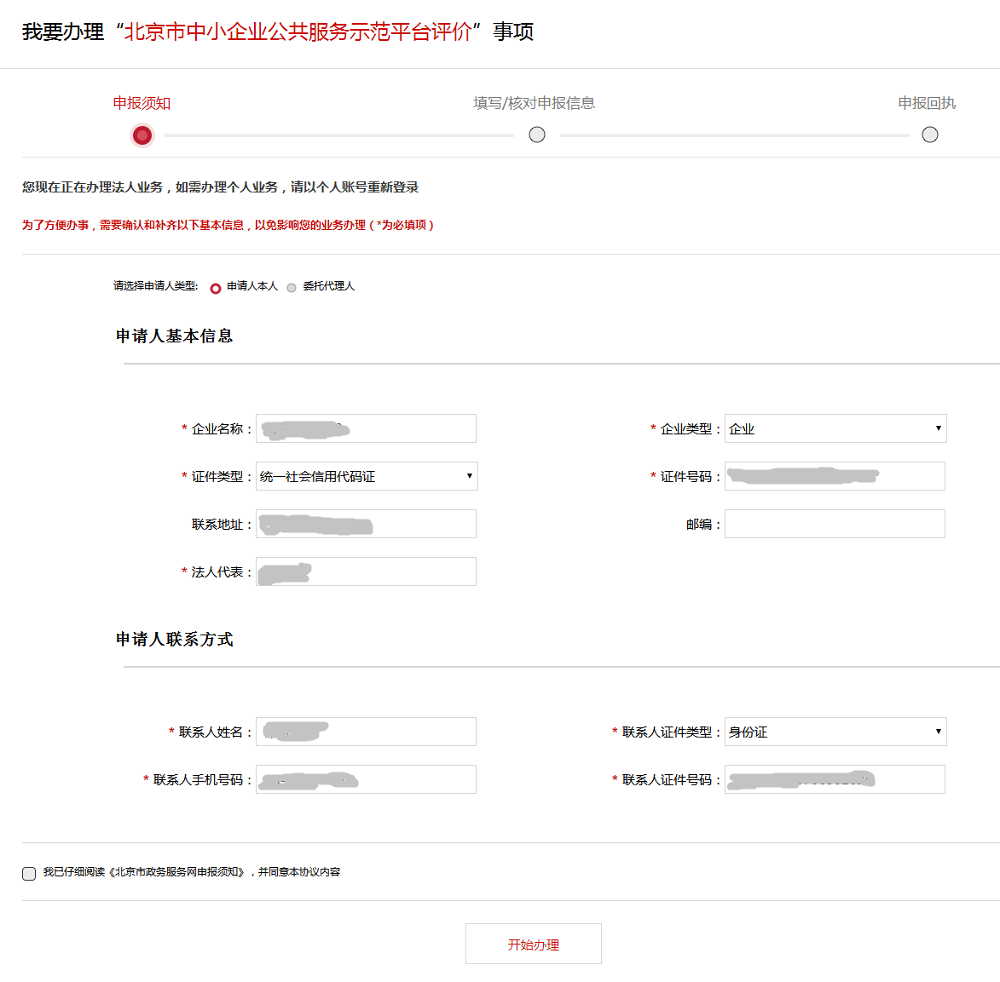 我要办理“北京市中小企业公共服务示范平台评价”事项
申报须知 填写/核对申报信息 申报回执
您现在正在办理法人业务，如需办理个人业务，请以个人账号重新登录
为了方便办事，需要确认和补齐以下基本信息，以免影响您的业务办理（*为必填项）
请选择申请人类型: 申请人本人 委托代理人
申请人基本信息
* 企业名称： * 企业类型： 企业
* 证件类型： 统一社会信用代码证 * 证件号码：
联系地址： 邮编：
* 法人代表：
申请人联系方式
* 联系人姓名： * 联系人证件类型： 身份证
* 联系人手机号码： * 联系人证件号码：
我已仔细阅读《北京市政务服务网申报须知》，并同意本协议内容
开始办理